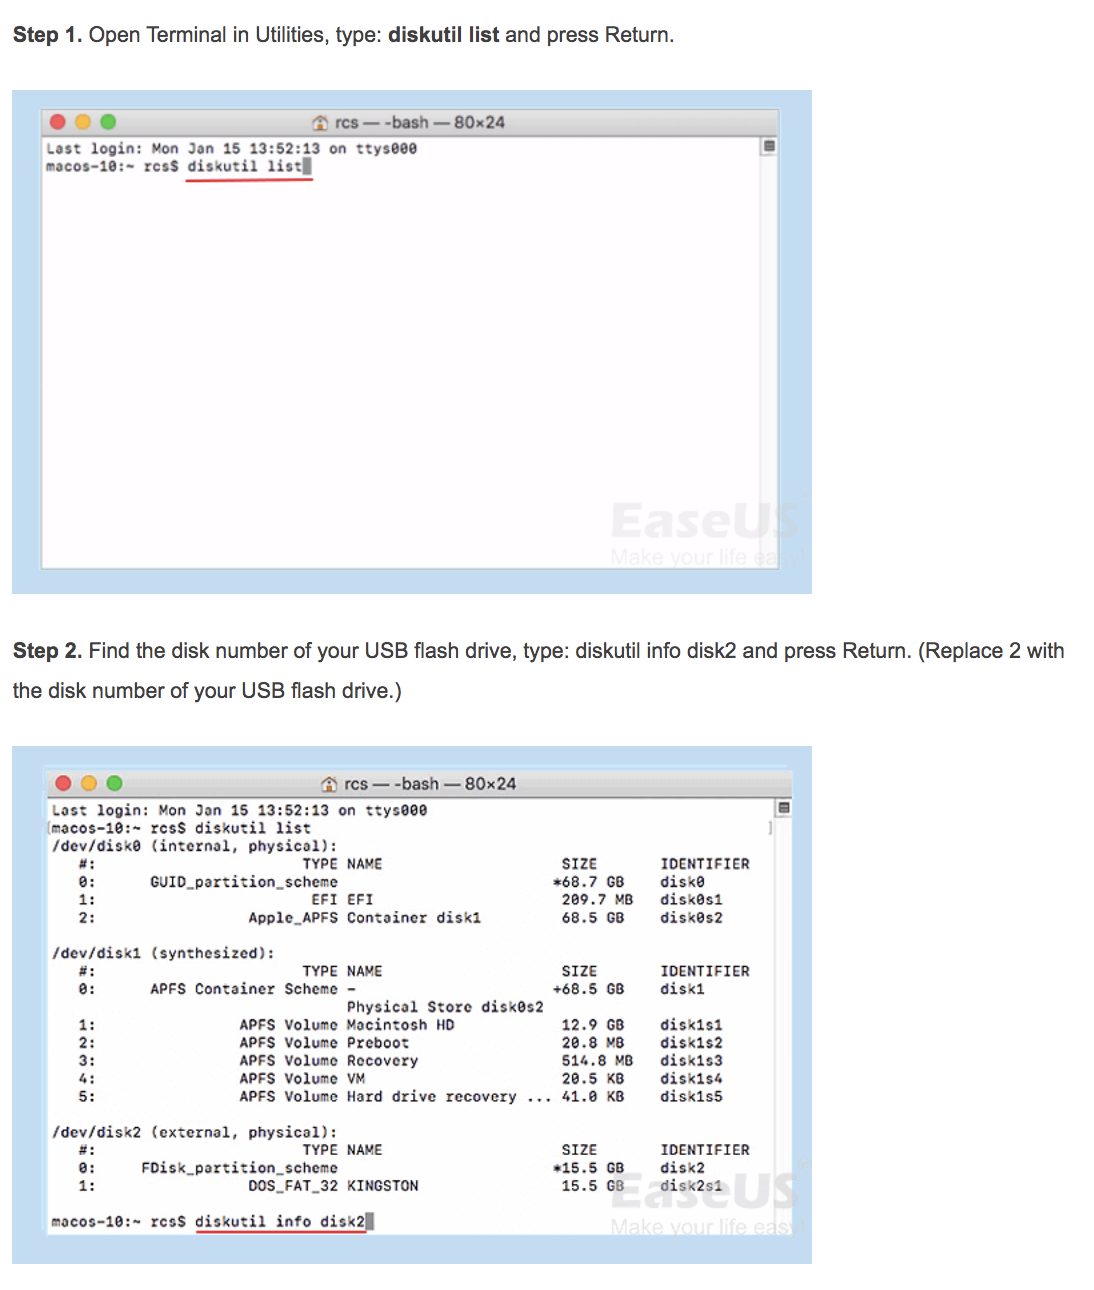 Step 1. Open Terminal in Utilities, type: diskutil list and press Return.
rcs — -bash — 80×24
Last login: Mon Jan 15 13:52:13 on ttys000
macos-10:~ rcs$ diskutil list
EaseUS
Make your life easy
Step 2. Find the disk number of your USB flash drive, type: diskutil info disk2 and press Return. (Replace 2 with
the disk number of your USB flash drive.)
rcs — -bash — 80×24
Last login: Mon Jan 15 13:52:13 on ttys000
[macos-10:~ rcs$ diskutil list ]
/dev/disk0 (internal, physical):
#: TYPE NAME SIZE IDENTIFIER
0: GUID_partition_scheme *68.7 GB disk0
1: EFI EFI 209.7 MB disk0s1
2: Apple_APFS Container disk1 68.5 GB disk0s2
/dev/disk1 (synthesized):
#: TYPE NAME SIZE IDENTIFIER
0: APFS Container Scheme - +68.5 GB disk1
Physical Store disk0s2
1: APFS Volume Macintosh HD 12.9 GB disk1s1
2: APFS Volume Preboot 20.8 MB disk1s2
3: APFS Volume Recovery 514.8 MB disk1s3
4: APFS Volume VM 20.5 KB disk1s4
5: APFS Volume Hard drive recovery ... 41.0 KB disk1s5
/dev/disk2 (external, physical):
#: TYPE NAME SIZE IDENTIFIER
0: FDisk_partition_scheme *15.5 GB disk2
1: DOS_FAT_32 KINGSTON 15.5 GB disk2s1
EaseUS
macos-10:~ rcs$ diskutil info disk2
Make your life easy